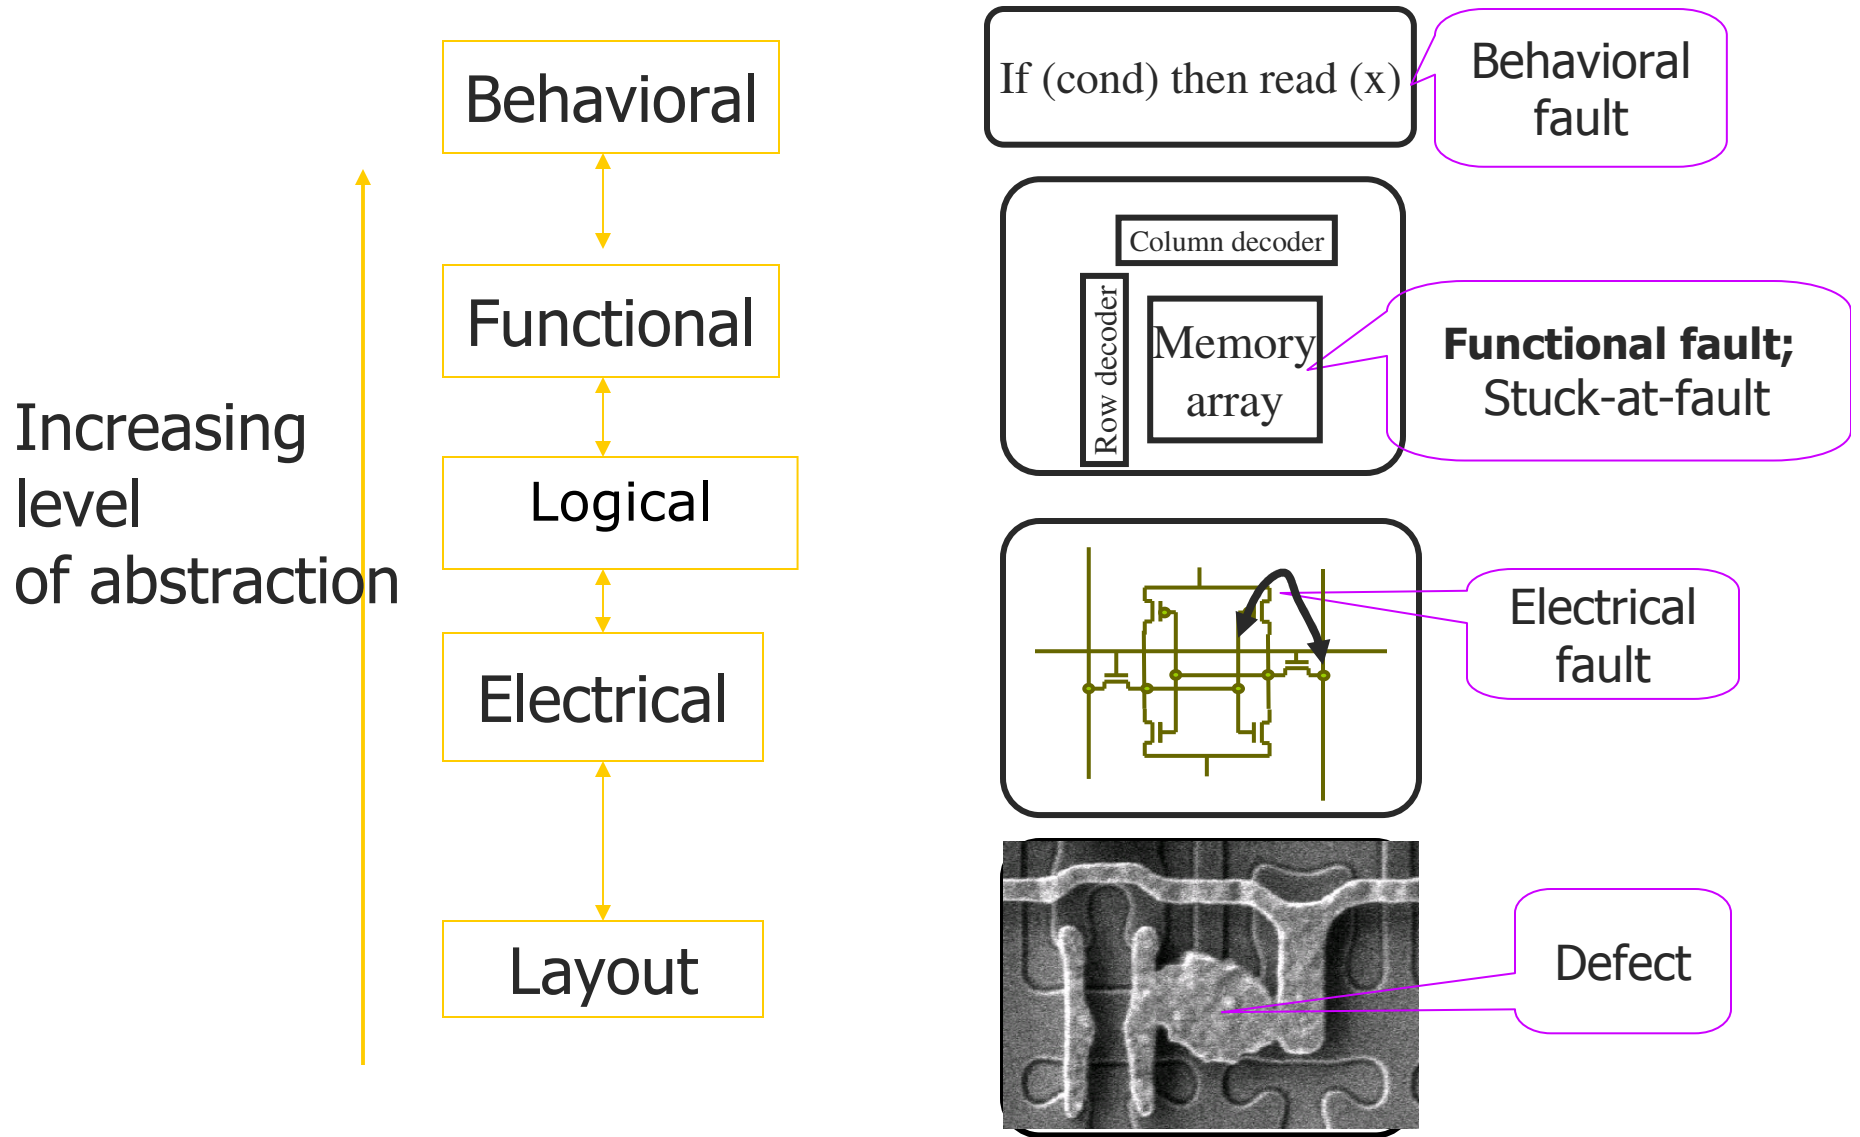 Behavioral
Functional
Logical
Electrical
Layout
Increasing
level
of abstraction
If (cond) then read (x)
Behavioral
fault
Column decoder
Row decoder
Memory
array
Functional fault;
Stuck-at-fault
Electrical
fault
Defect